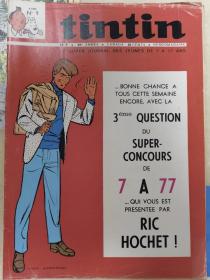 N°9
tintin
LE SUPER JOURNAL DES JEUNES DE 7 A 77 ANS
...BONNE CHANCE A
TOUS CETTE SEMAINE
ENCORE, AVEC LA
3ème QUESTION
DU
SUPER-
CONCOURS
DE
7 A 77
...QUI VOUS EST
PRESENTEE PAR
RIC
HOCHET !